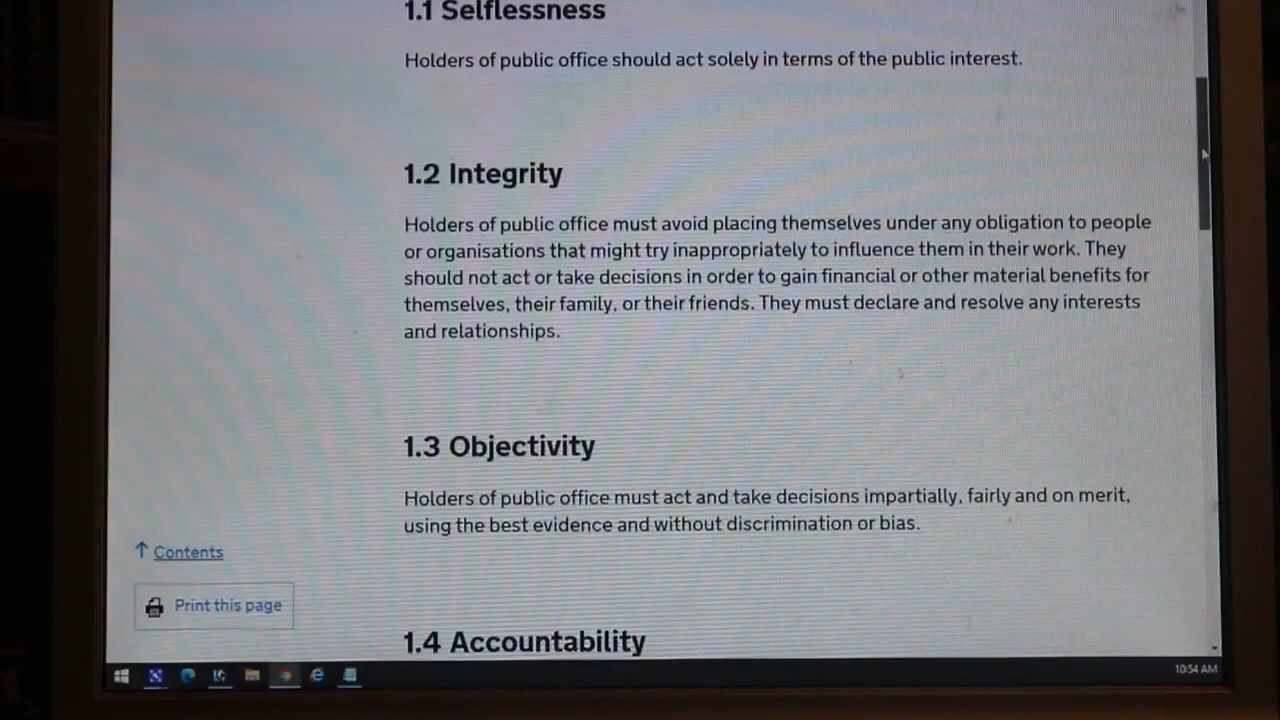 1.1 Selflessness
Holders of public office should act solely in terms of the public interest.
1.2 Integrity
Holders of public office must avoid placing themselves under any obligation to people
or organisations that might try inappropriately to influence them in their work. They
should not act or take decisions in order to gain financial or other material benefits for
themselves, their family, or their friends. They must declare and resolve any interests
and relationships.
1.3 Objectivity
Holders of public office must act and take decisions impartially, fairly and on merit,
using the best evidence and without discrimination or bias.
↑ Contents
Print this page
1.4 Accountability
10:54 AM